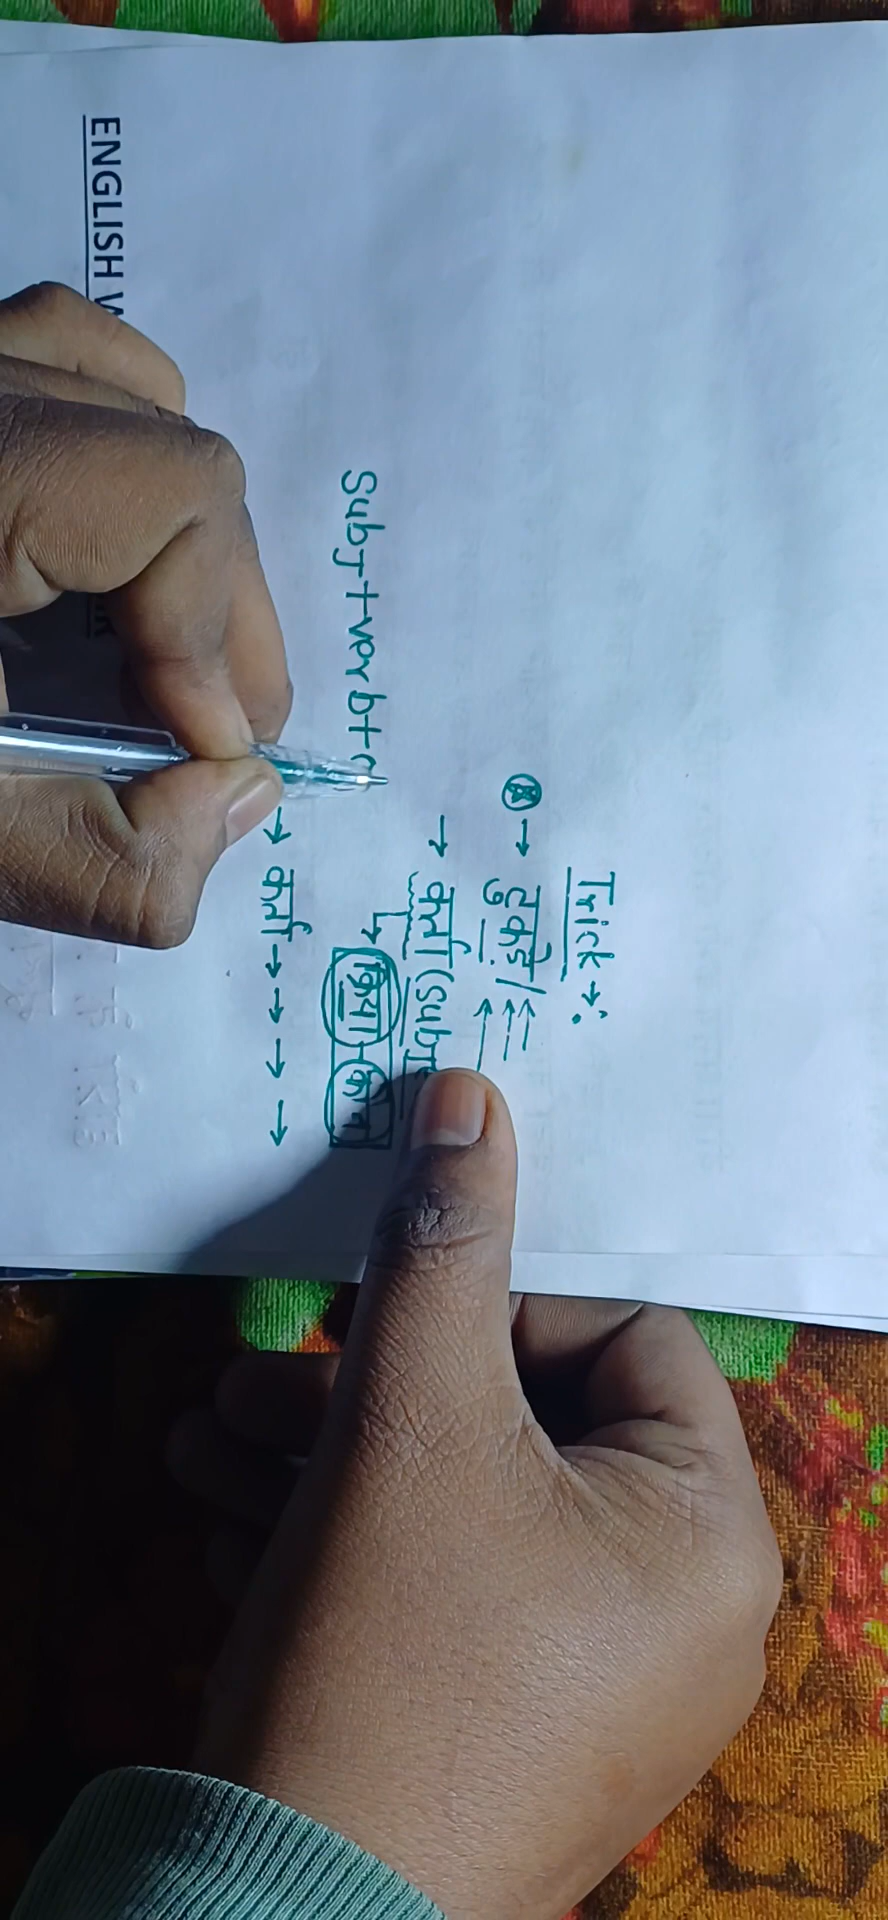 Trick →:
→ टुकड़े /
→ कर्ता (Subj
क्रिया - कौन
Subj + verb +
→ कर्ता → → → →
ENGLISH